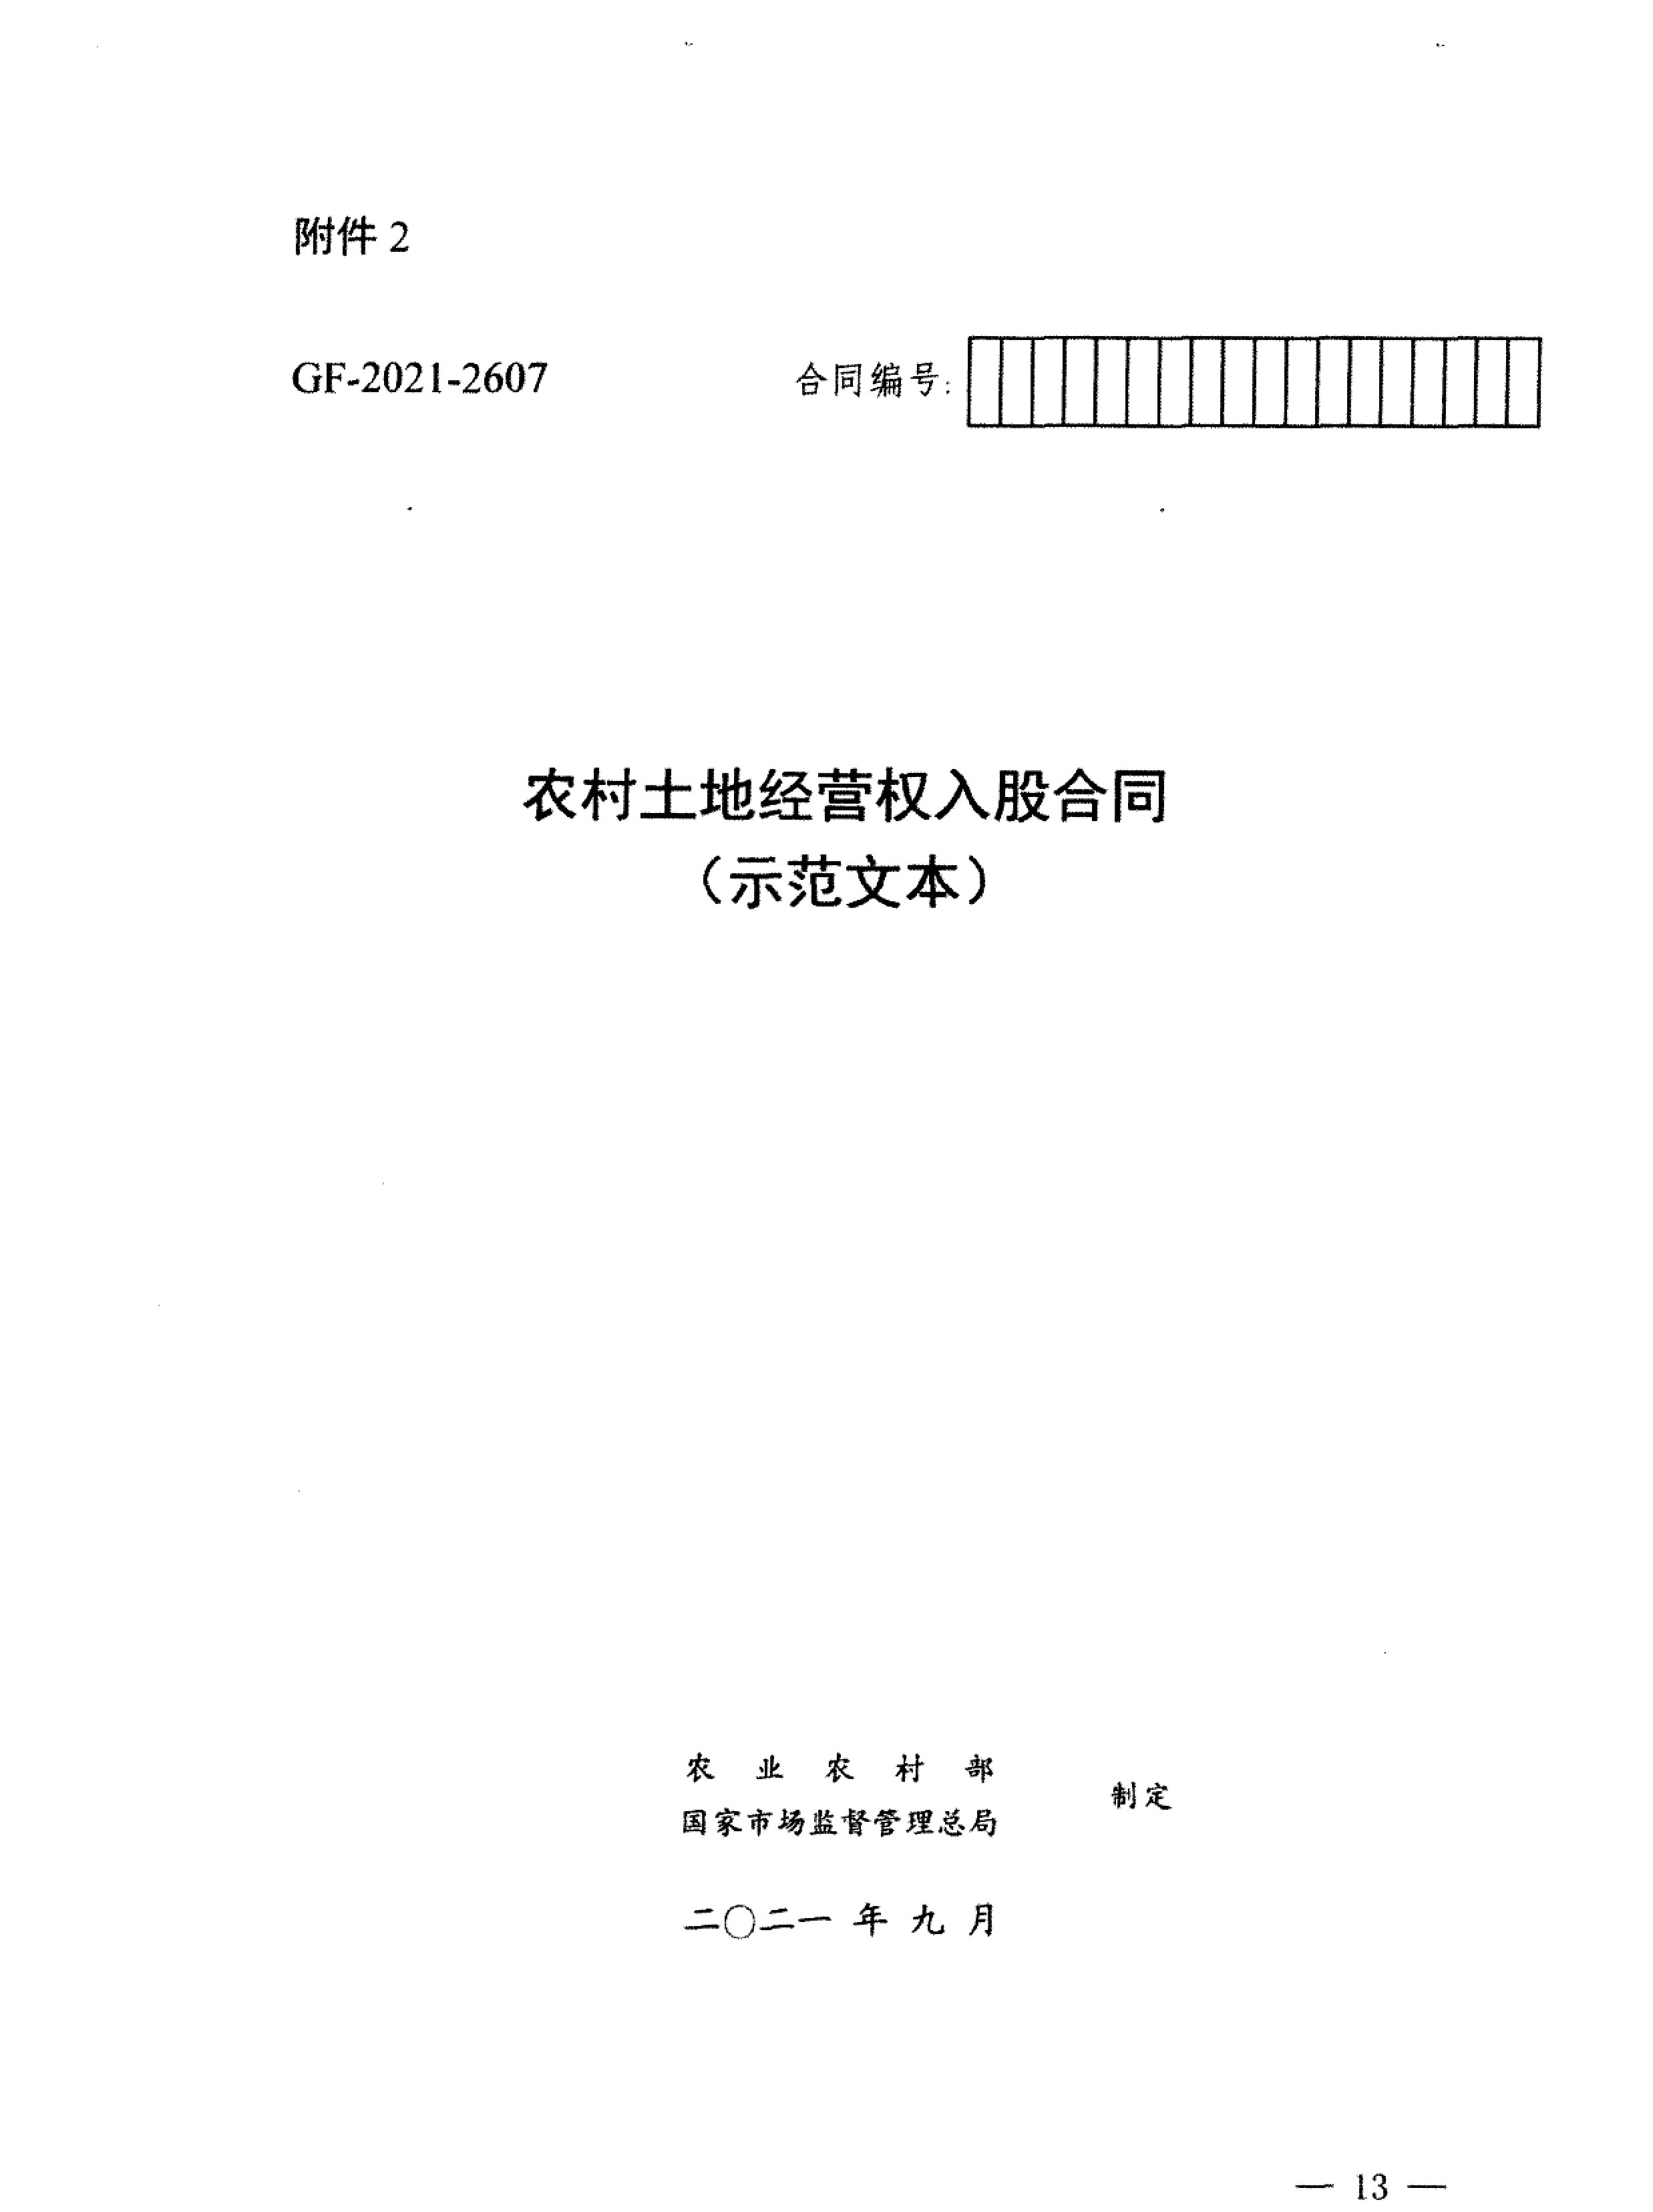 附件 2
GF-2021-2607 合同编号:
农村土地经营权入股合同
（示范文本）
农业农村部
国家市场监督管理总局
制定
二〇二一年九月
— 13 —